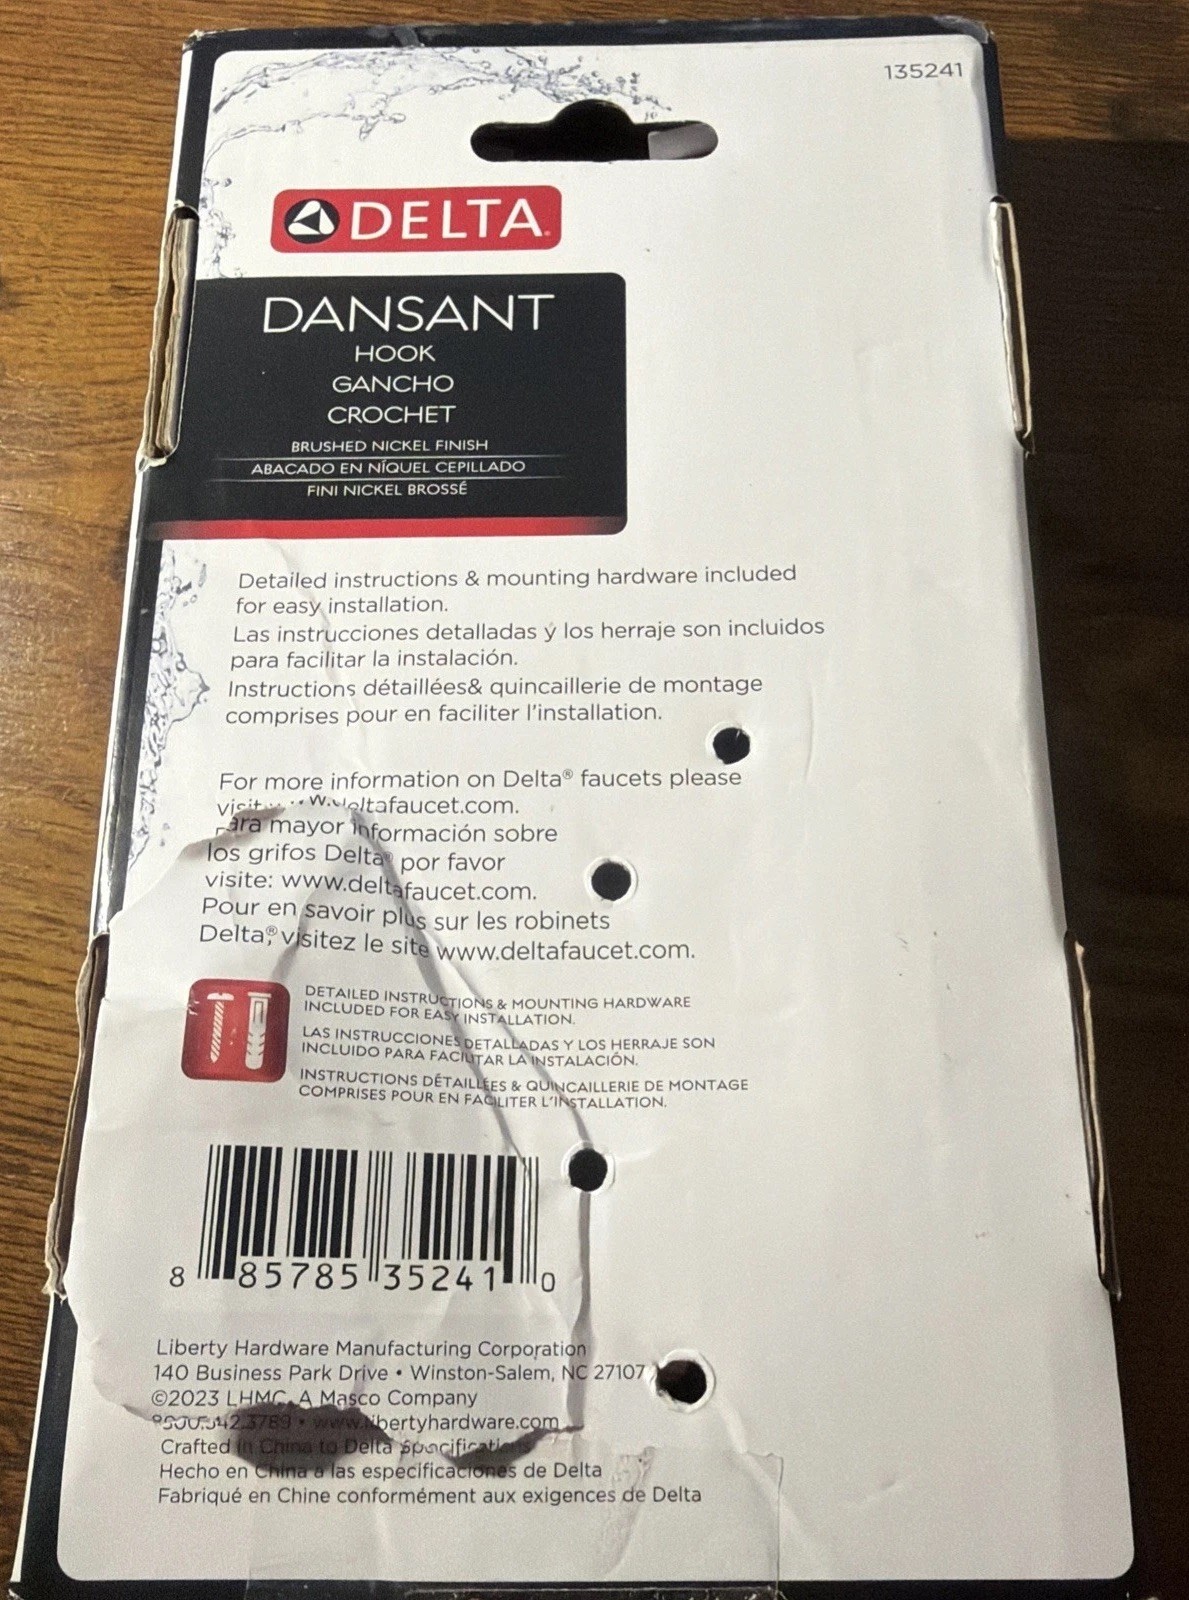 135241
DELTA
DANSANT
HOOK
GANCHO
CROCHET
BRUSHED NICKEL FINISH
ABACADO EN NÍQUEL CEPILLADO
FINI NICKEL BROSSÉ
Detailed instructions & mounting hardware included
for easy installation.
Las instrucciones detalladas y los herraje son incluidos
para facilitar la instalación.
Instructions détaillées& quincaillerie de montage
comprises pour en faciliter l'installation.
For more information on Delta® faucets please
mayor información sobre
los grifos Delta® por favor
visite: www.deltafaucet.com.
Pour en savoir plus sur les robinets
Delta®, visitez le site www.deltafaucet.com.
DETAILED INSTRUCTIONS & MOUNTING HARDWARE
INCLUDED FOR EASY INSTALLATION.
LAS INSTRUCCIONES DETALLADAS Y LOS HERRAJE SON
INCLUIDO PARA FACILITAR LA INSTALACIÓN.
INSTRUCTIONS DÉTAILLÉES & QUINCAILLERIE DE MONTAGE
COMPRISES POUR EN FACILITER L'INSTALLATION.
8 85785 35241 0
Liberty Hardware Manufacturing Corporation
140 Business Park Drive • Winston-Salem, NC 27107
©2023 LHMC, A Masco Company
• www.libertyhardware.com
Crafted in China to Delta Specifications
Hecho en China a las especificaciones de Delta
Fabriqué en Chine conformément aux exigences de Delta